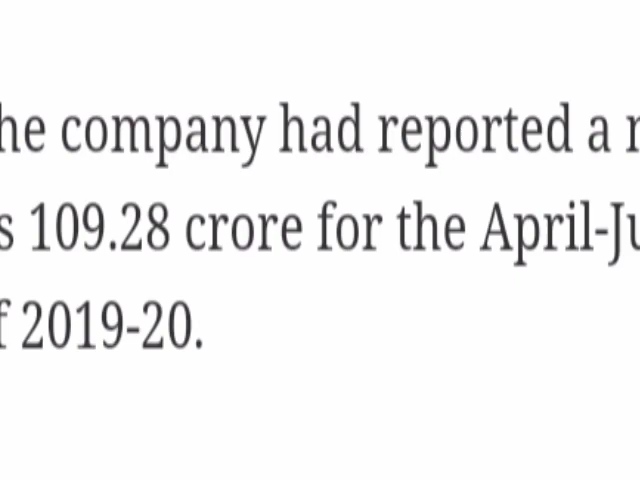 he company had reported a
s 109.28 crore for the April-Ju
f 2019-20.